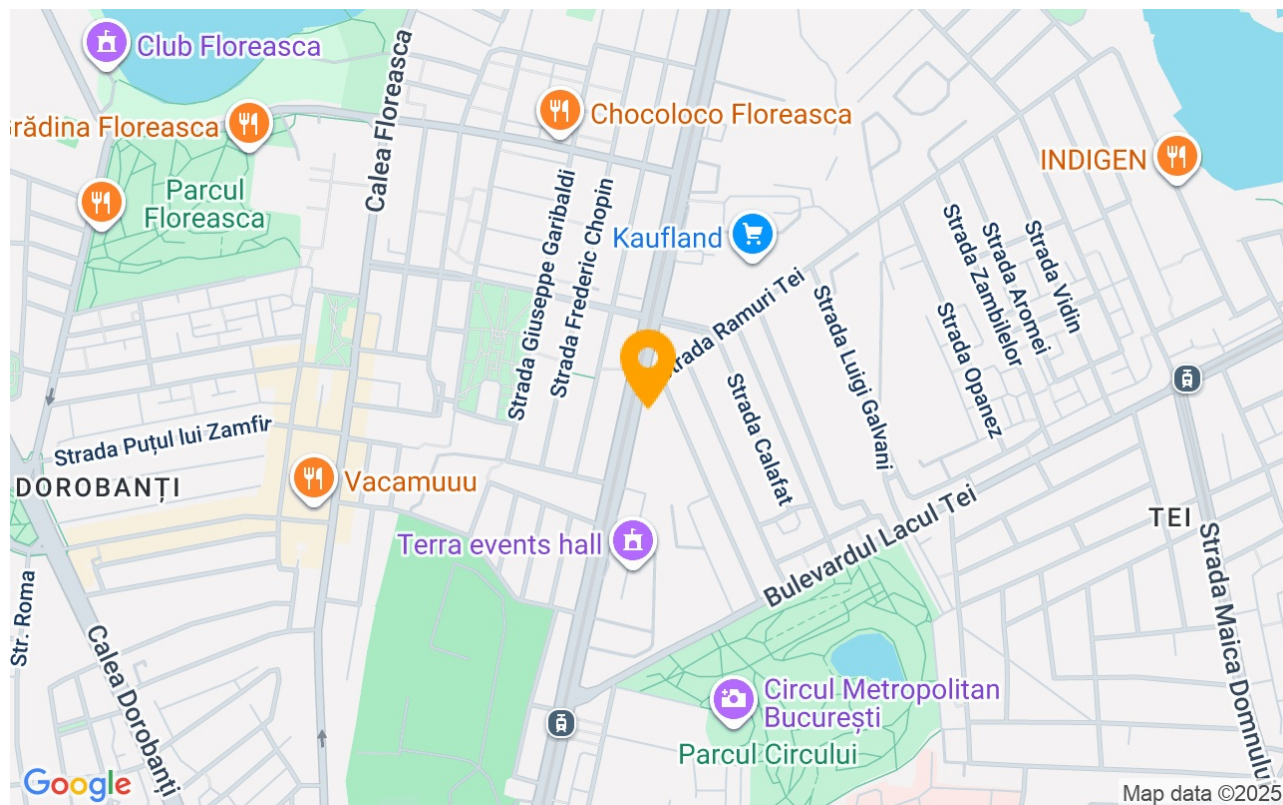 Club Floreasca
Calea Floreasca
Grădina Floreasca
Chocoloco Floreasca
INDIGEN
Parcul
Floreasca
Kaufland
Strada Giuseppe Garibaldi
Strada Frederic Chopin
Strada Ramuri Tei
Strada Luigi Galvani
Strada Zambilelor
Strada Aromei
Strada Vidin
Strada Opanez
Strada Calafat
Strada Puțul lui Zamfir
DOROBANȚI
Vacamuuu
Terra events hall
Bulevardul Lacul Tei
TEI
Strada Maica Domnului
Str. Roma
Calea Dorobanți
Circul Metropolitan
București
Parcul Circului
Google
Map data ©2025